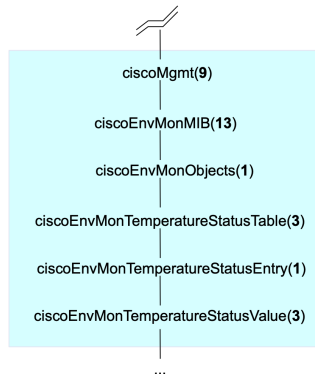 ciscoMgmt(9)
ciscoEnvMonMIB(13)
ciscoEnvMonObjects(1)
ciscoEnvMonTemperatureStatusTable(3)
ciscoEnvMonTemperatureStatusEntry(1)
ciscoEnvMonTemperatureStatusValue(3)
...